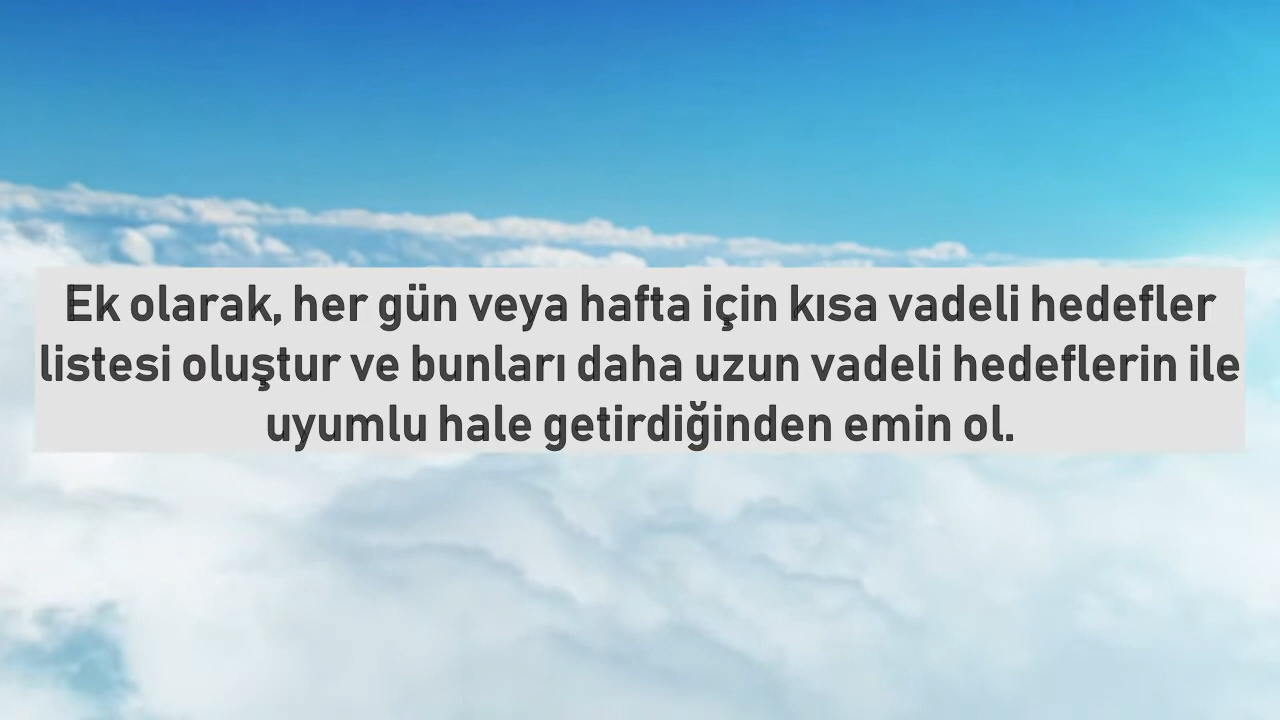 Ek olarak, her gün veya hafta için kısa vadeli hedefler
listesi oluştur ve bunları daha uzun vadeli hedeflerin ile
uyumlu hale getirdiğinden emin ol.